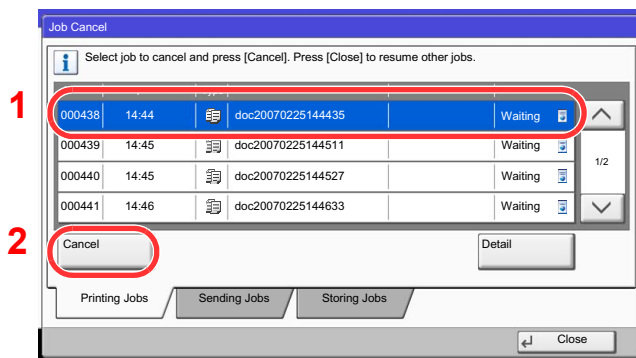 Job Cancel
i Select job to cancel and press [Cancel]. Press [Close] to resume other jobs.
1
000438 14:44 doc20070225144435 Waiting
000439 14:45 doc20070225144511 Waiting
1/2
000440 14:45 doc20070225144527 Waiting
000441 14:46 doc20070225144633 Waiting
2
Cancel Detail
Printing Jobs Sending Jobs Storing Jobs
Close